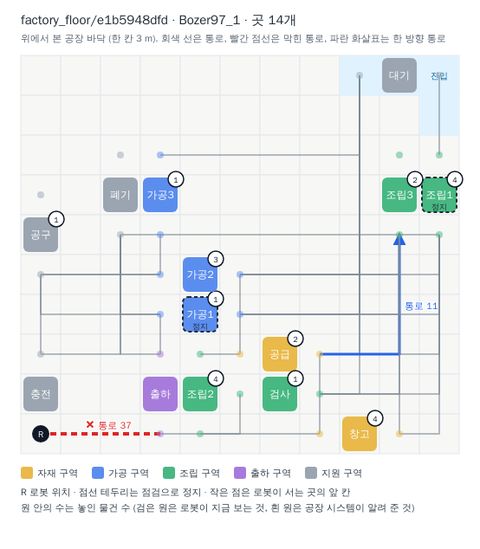 factory_floor/e1b5948dfd · Bozer97_1 · 곳 14개
위에서 본 공장 바닥 (한 칸 3 m). 회색 선은 통로, 빨간 점선은 막힌 통로, 파란 화살표는 한 방향 통로
대기
진입
폐기
가공3
1
조립3
2
조립1
정지
4
공구
1
가공2
3
가공1
정지
1
통로 11
공급
2
충전
출하
조립2
4
검사
1
통로 37
R
창고
4
자재 구역
가공 구역
조립 구역
출하 구역
지원 구역
R 로봇 위치 · 점선 테두리는 점검으로 정지 · 작은 점은 로봇이 서는 곳의 앞 칸
원 안의 수는 놓인 물건 수 (검은 원은 로봇이 지금 보는 것, 흰 원은 공장 시스템이 알려 준 것)